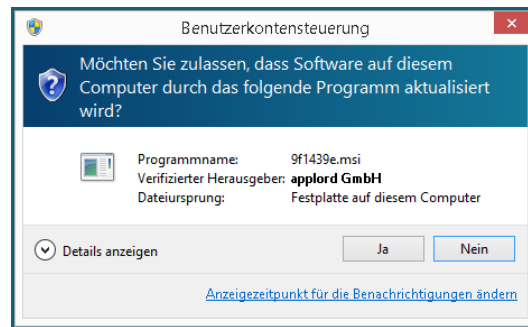 Benutzerkontensteuerung
Möchten Sie zulassen, dass Software auf diesem
Computer durch das folgende Programm aktualisiert
wird?
Programmname: 9f1439e.msi
Verifizierter Herausgeber: applord GmbH
Dateiursprung: Festplatte auf diesem Computer
Details anzeigen Ja Nein
Anzeigezeitpunkt für die Benachrichtigungen ändern